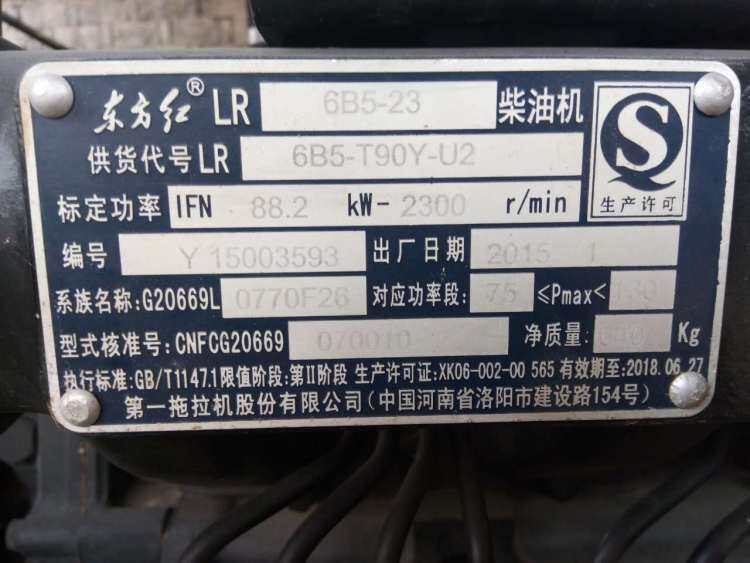 东方红® LR 6B5-23 柴油机
供货代号LR 6B5-T90Y-U2
标定功率 IFN 88.2 kW- 2300 r/min
生产许可
编号 Y 15003593 出厂日期 2015 1
系族名称:G20669L 0770F26 对应功率段: 75 ≤Pmax< 130
型式核准号:CNFCG20669 070010 净质量: Kg
执行标准:GB/T1147.1 限值阶段:第II阶段 生产许可证:XK06-002-00 565 有效期至:2018.06.27
第一拖拉机股份有限公司(中国河南省洛阳市建设路154号)